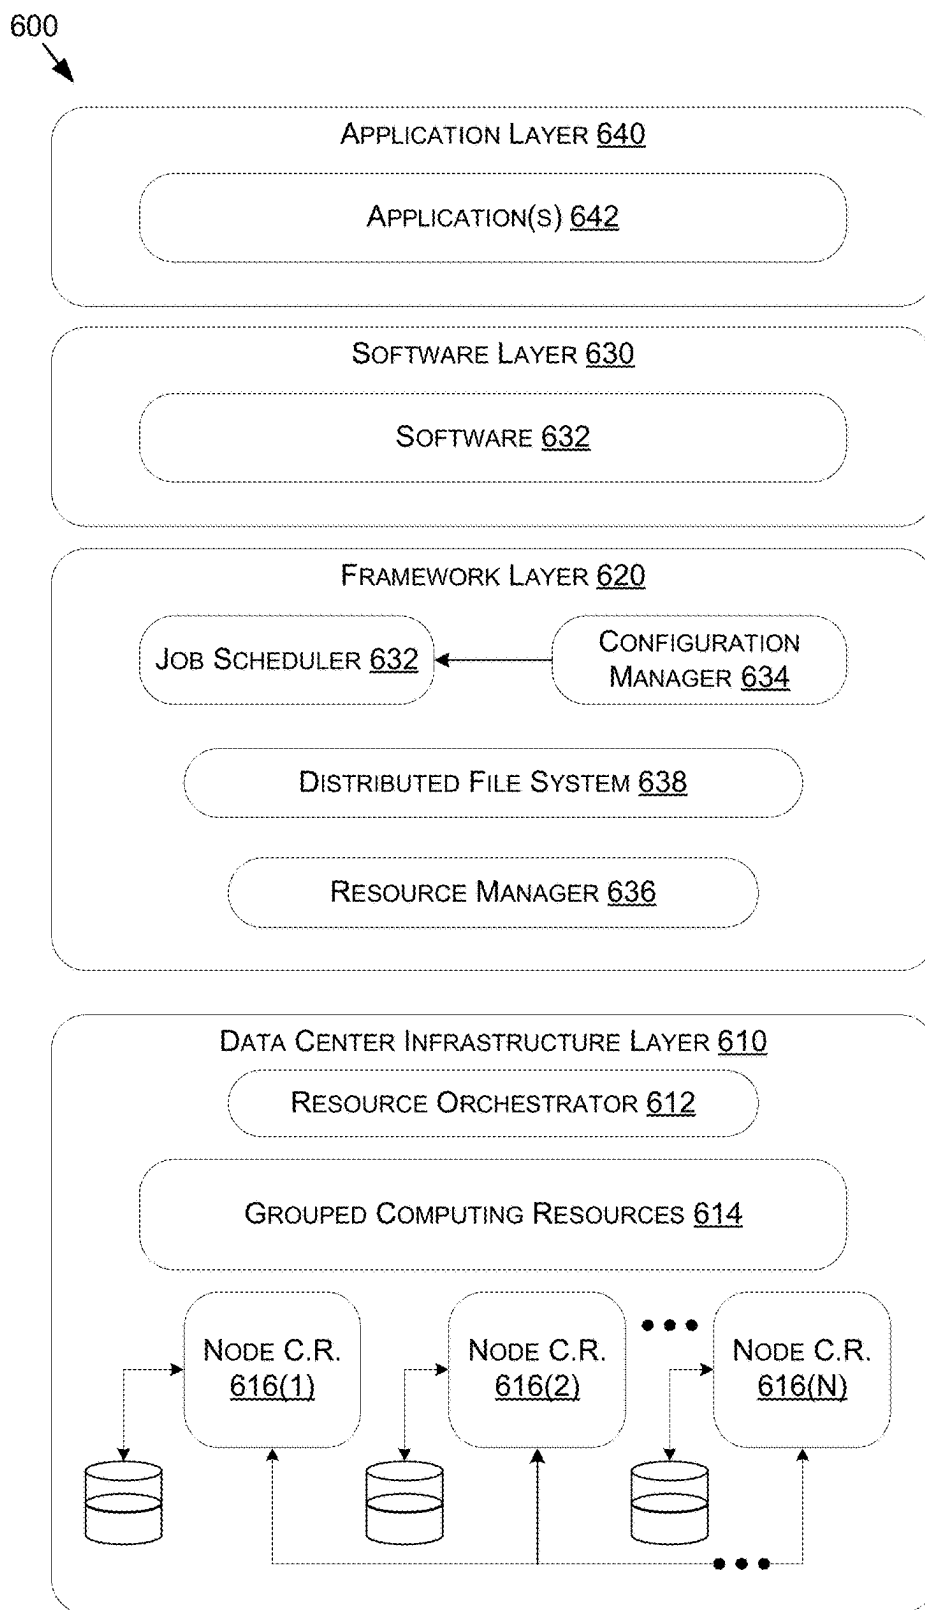 600
APPLICATION LAYER 640
APPLICATION(S) 642
SOFTWARE LAYER 630
SOFTWARE 632
FRAMEWORK LAYER 620
JOB SCHEDULER 632
CONFIGURATION
MANAGER 634
DISTRIBUTED FILE SYSTEM 638
RESOURCE MANAGER 636
DATA CENTER INFRASTRUCTURE LAYER 610
RESOURCE ORCHESTRATOR 612
GROUPED COMPUTING RESOURCES 614
NODE C.R.
616(1)
NODE C.R.
616(2)
NODE C.R.
616(N)